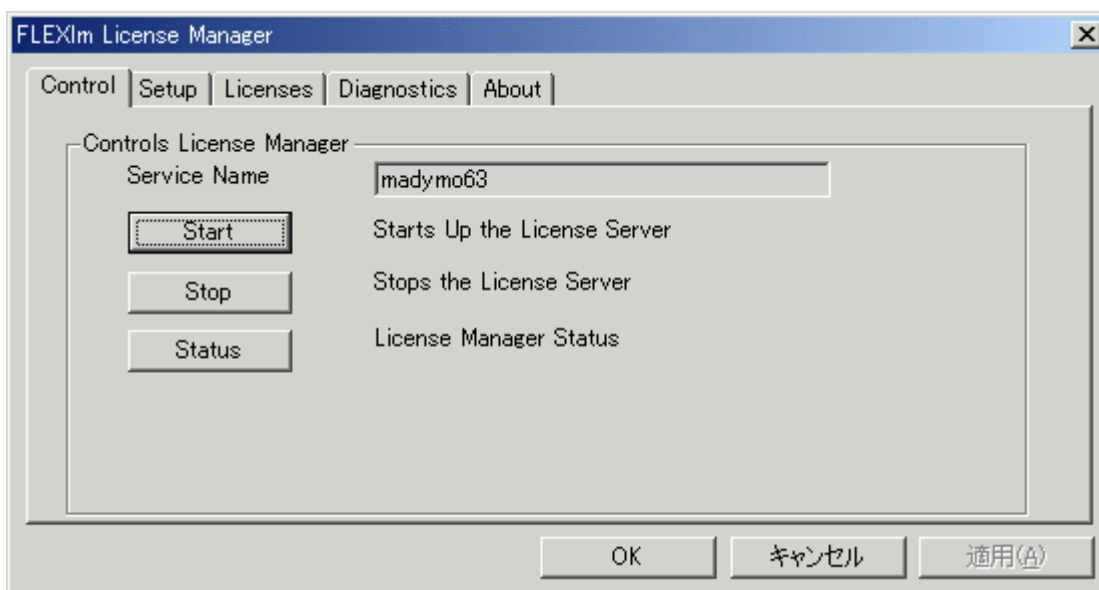 FLEXlm License Manager
Control Setup Licenses Diagnostics About
Controls License Manager
Service Name madymo63
Start Starts Up the License Server
Stop Stops the License Server
Status License Manager Status
OK キャンセル 適用(A)